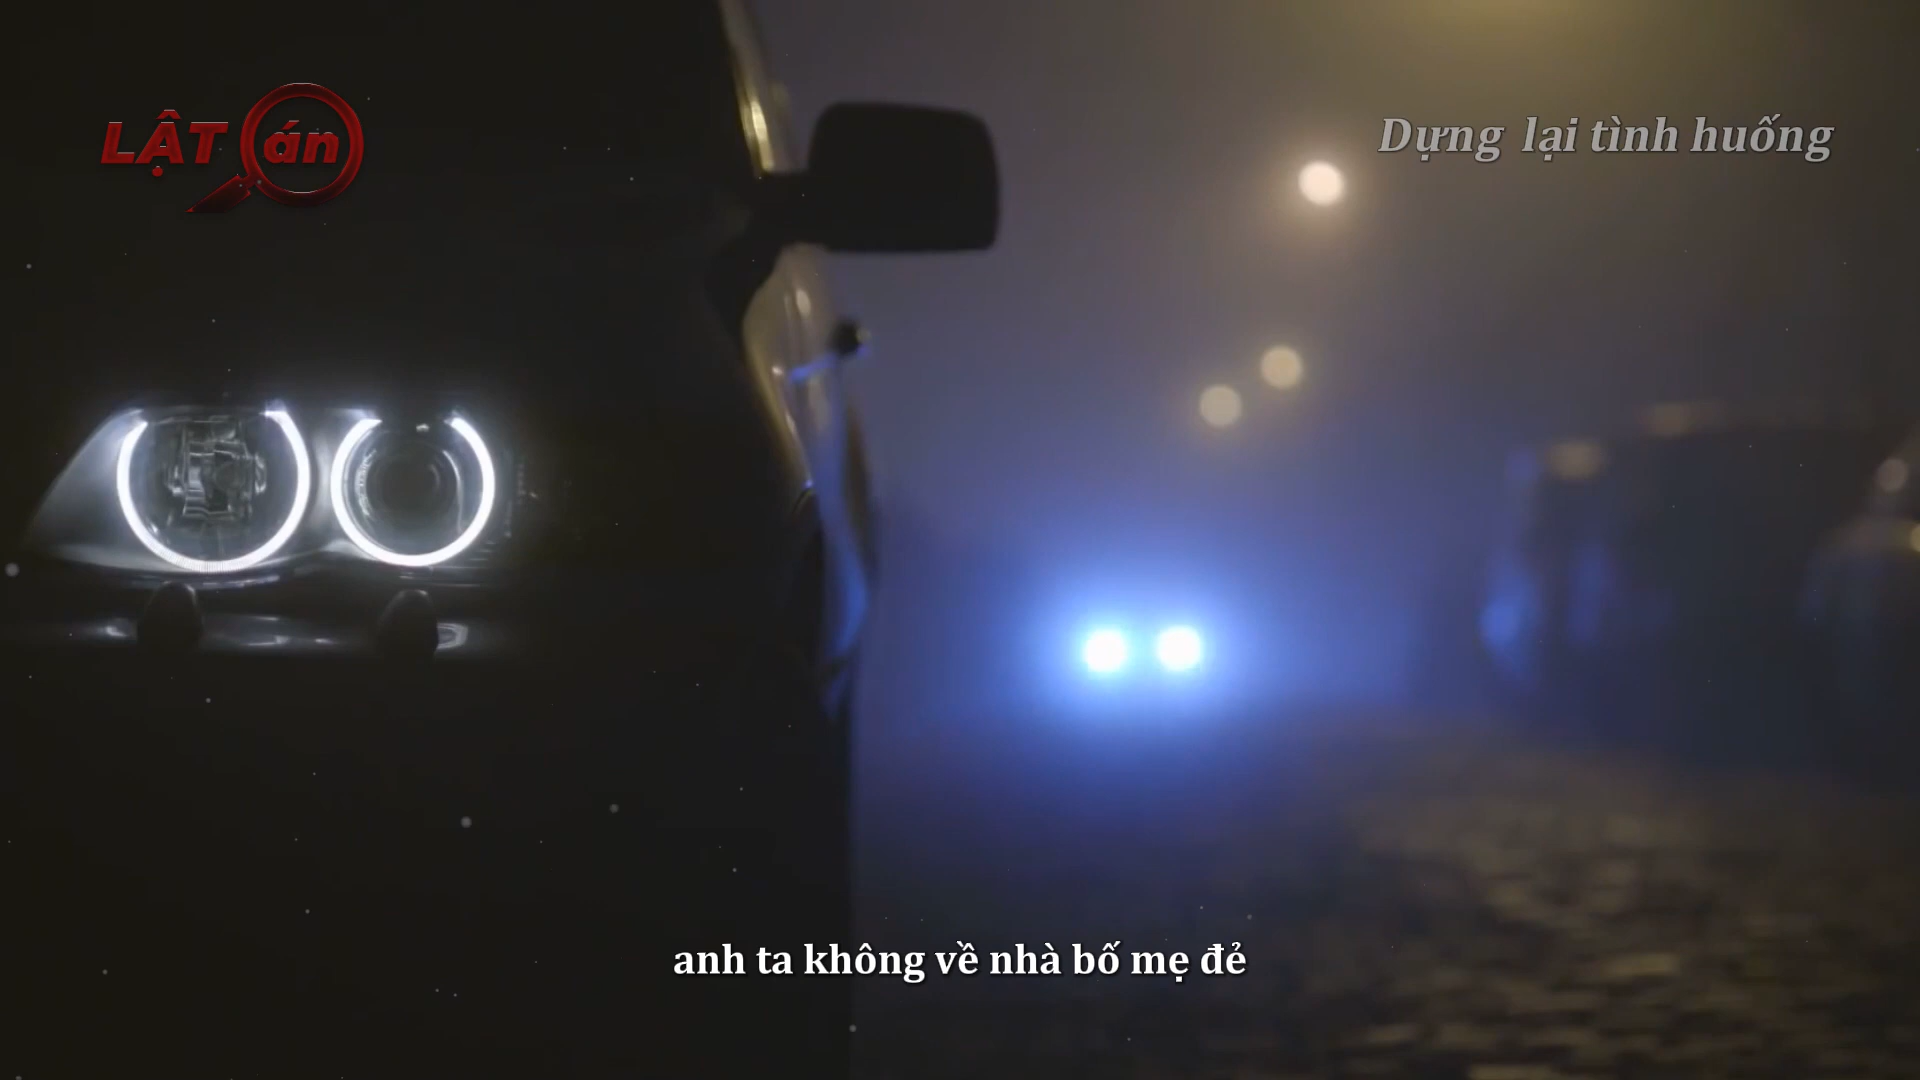 LẬT án
Dựng lại tình huống
anh ta không về nhà bố mẹ đẻ